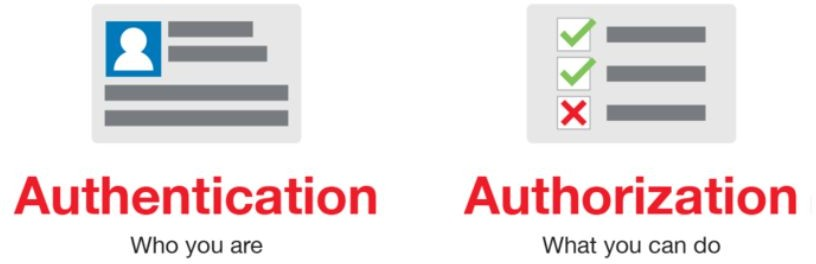 Authentication
Who you are
Authorization
What you can do